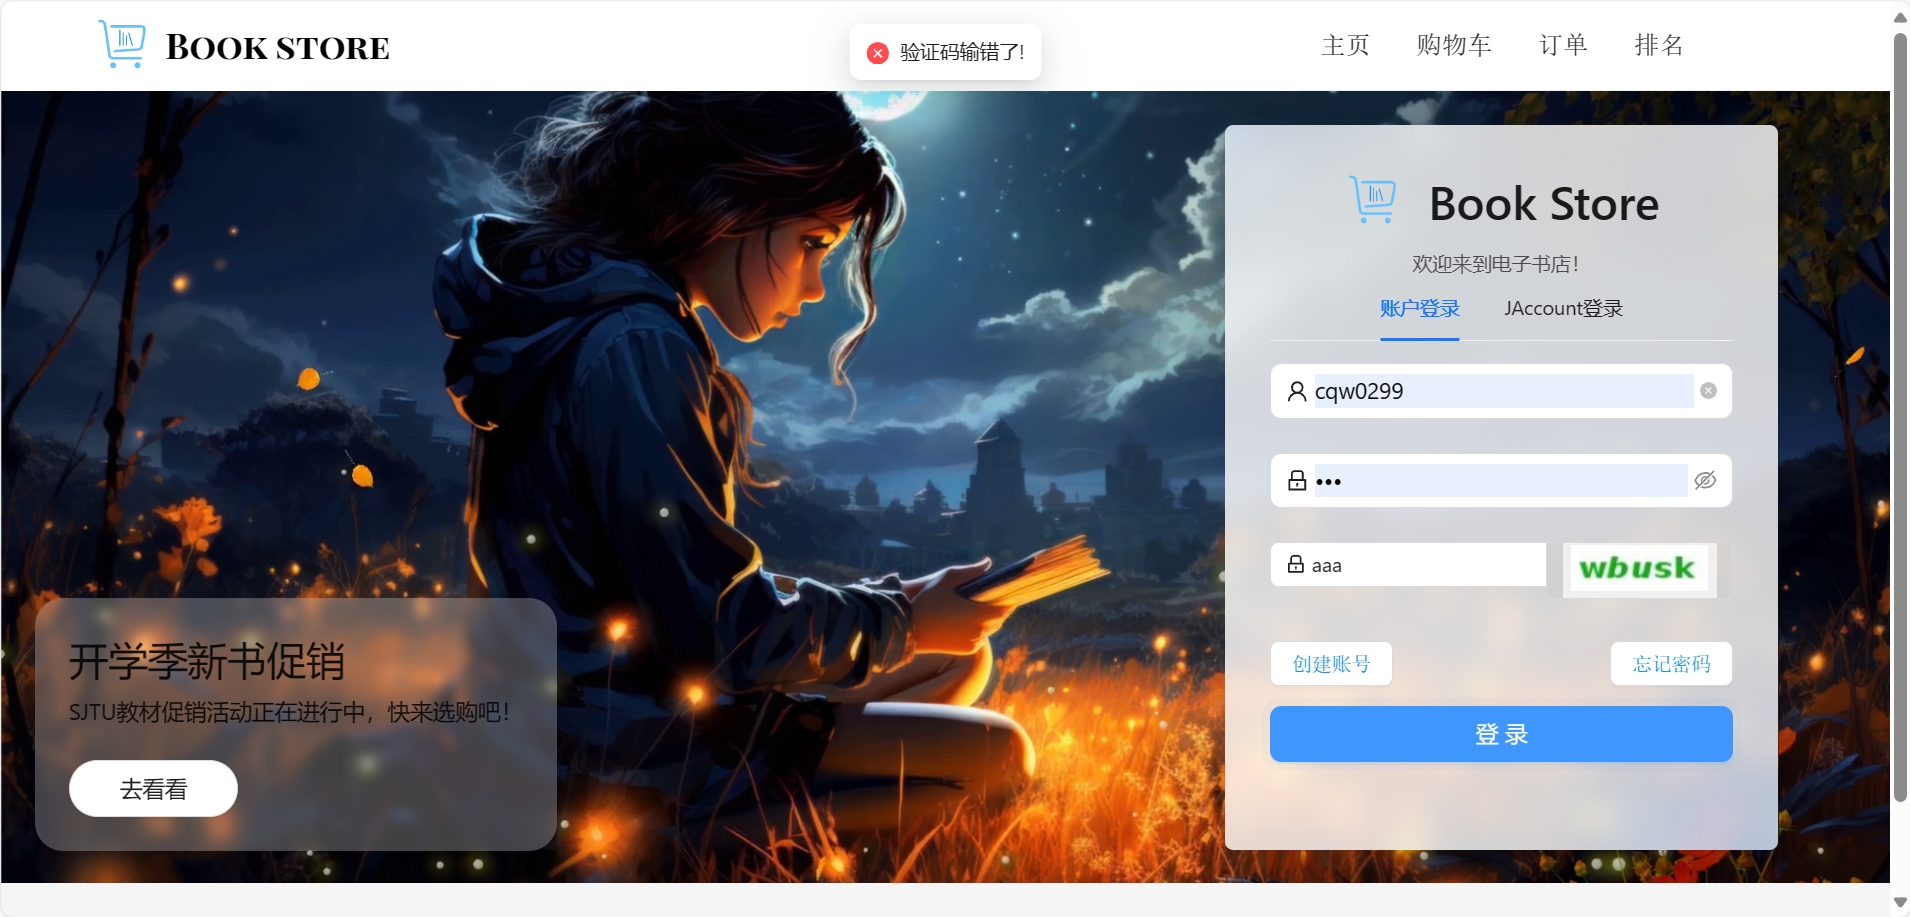 BOOK STORE
验证码输错了!
主页 购物车 订单 排名
Book Store
欢迎来到电子书店！
账户登录 JAccount登录
cqw0299
•••
aaa
wbusk
创建账号 忘记密码
登录
开学季新书促销
SJTU教材促销活动正在进行中，快来选购吧！
去看看